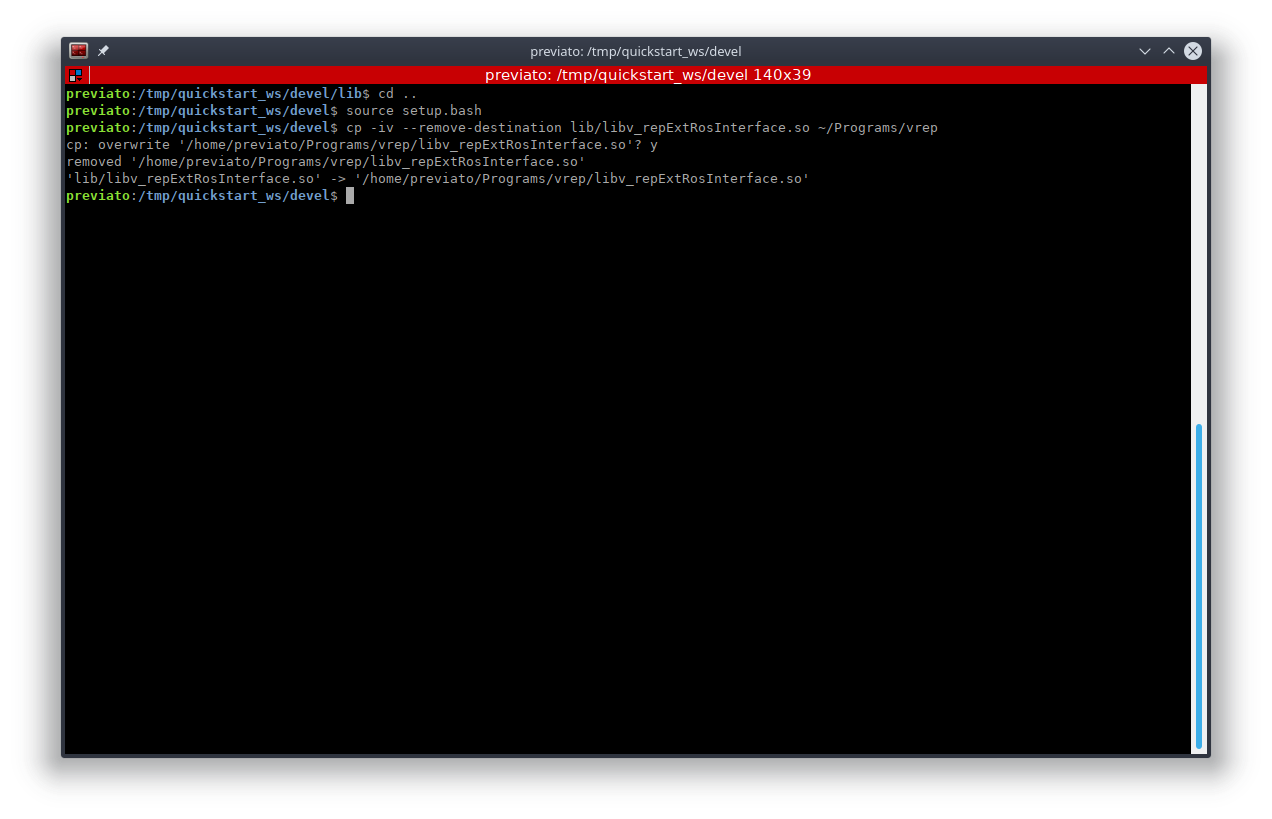 previato: /tmp/quickstart_ws/devel
previato: /tmp/quickstart_ws/devel 140x39
previato:/tmp/quickstart_ws/devel/lib$ cd ..
previato:/tmp/quickstart_ws/devel$ source setup.bash
previato:/tmp/quickstart_ws/devel$ cp -iv --remove-destination lib/libv_repExtRosInterface.so ~/Programs/vrep
cp: overwrite '/home/previato/Programs/vrep/libv_repExtRosInterface.so'? y
removed '/home/previato/Programs/vrep/libv_repExtRosInterface.so'
'lib/libv_repExtRosInterface.so' -> '/home/previato/Programs/vrep/libv_repExtRosInterface.so'
previato:/tmp/quickstart_ws/devel$